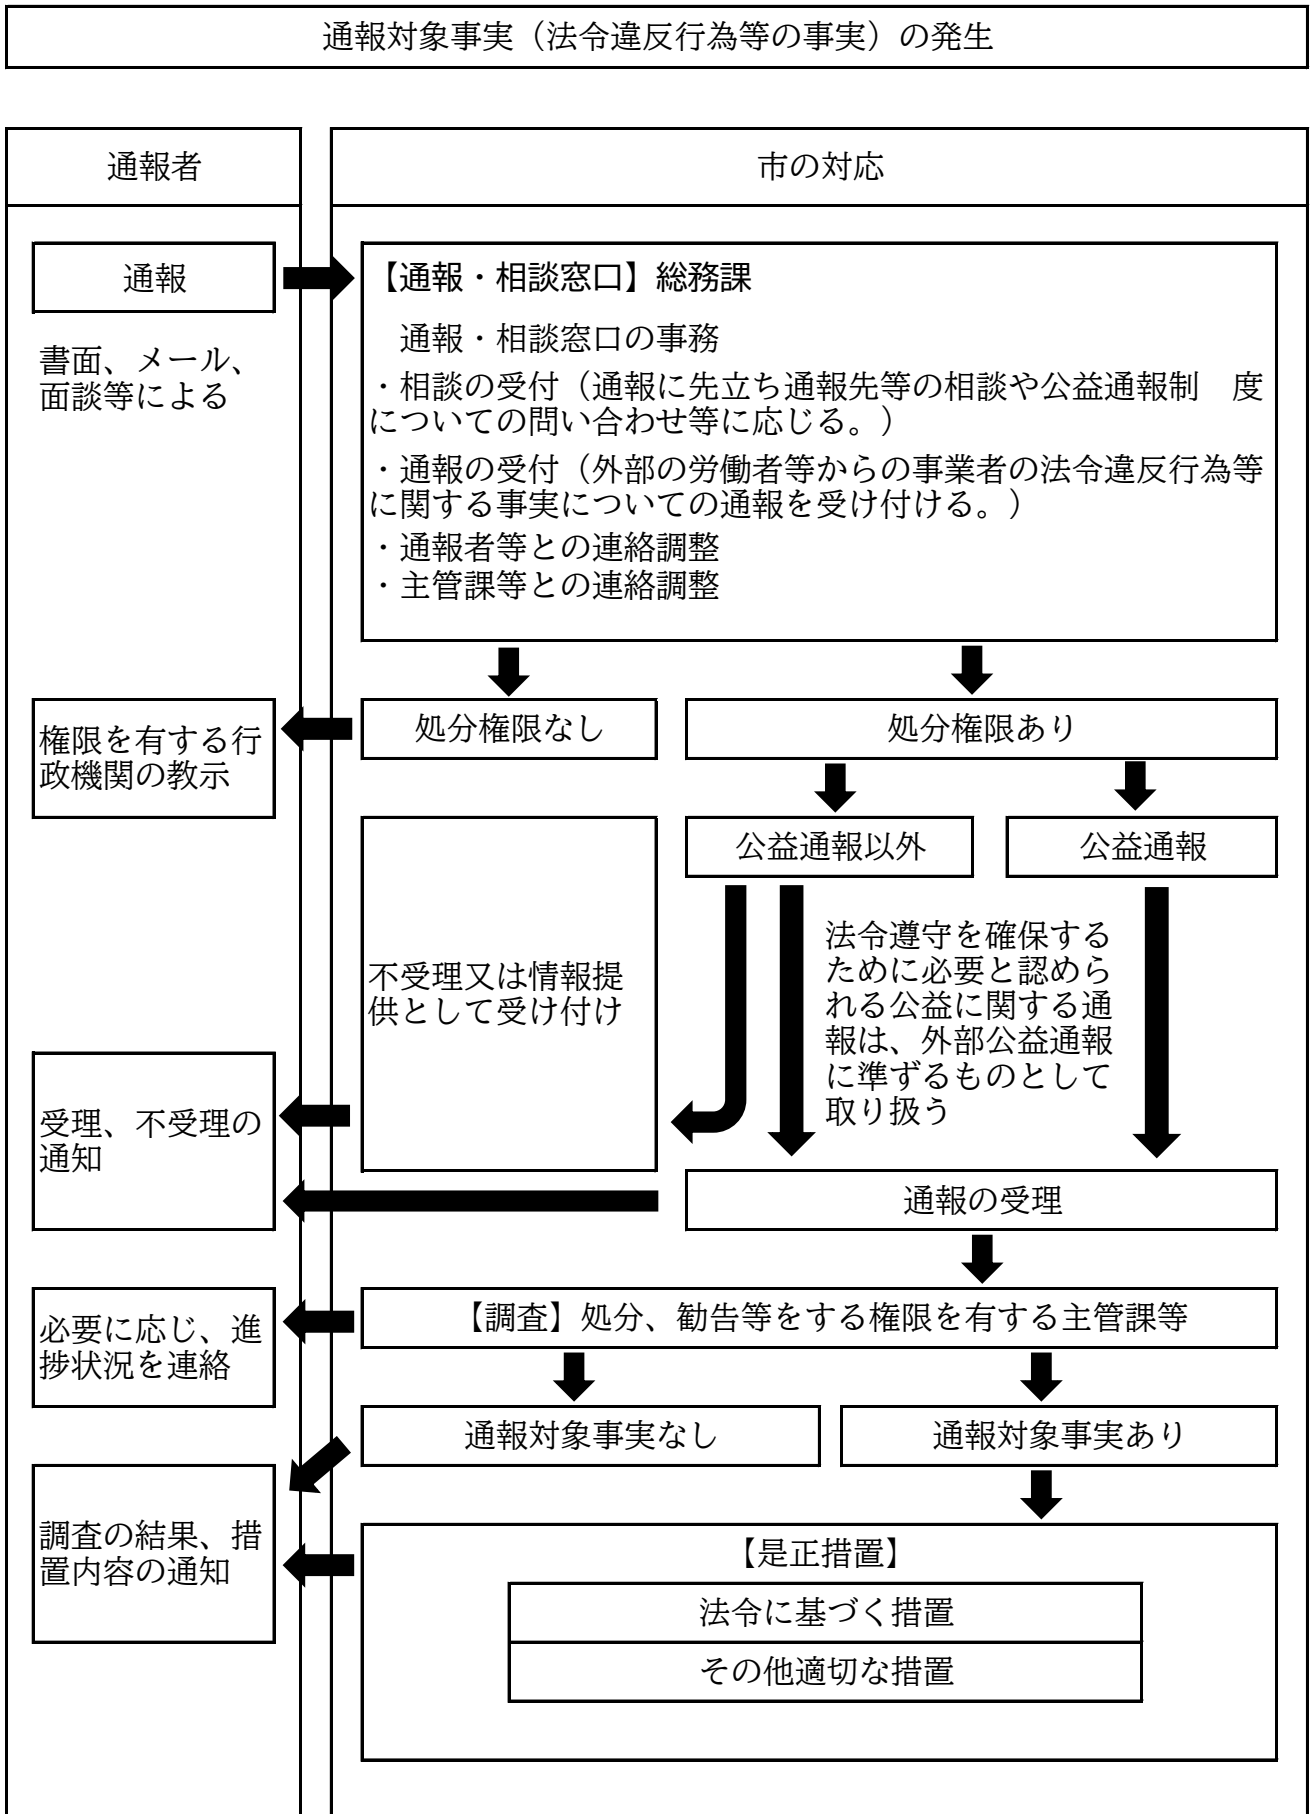 通報対象事実（法令違反行為等の事実）の発生
通報者
市の対応
通報
書面、メール、
面談等による
【通報・相談窓口】総務課
通報・相談窓口の事務
・相談の受付（通報に先立ち通報先等の相談や公益通報制　度
についての問い合わせ等に応じる。）
・通報の受付（外部の労働者等からの事業者の法令違反行為等
に関する事実についての通報を受け付ける。）
・通報者等との連絡調整
・主管課等との連絡調整
処分権限なし
処分権限あり
権限を有する行
政機関の教示
公益通報以外
公益通報
不受理又は情報提
供として受け付け
法令遵守を確保する
ために必要と認めら
れる公益に関する通
報は、外部公益通報
に準ずるものとして
取り扱う
受理、不受理の
通知
通報の受理
【調査】処分、勧告等をする権限を有する主管課等
必要に応じ、進
捗状況を連絡
通報対象事実なし
通報対象事実あり
調査の結果、措
置内容の通知
【是正措置】
法令に基づく措置
その他適切な措置